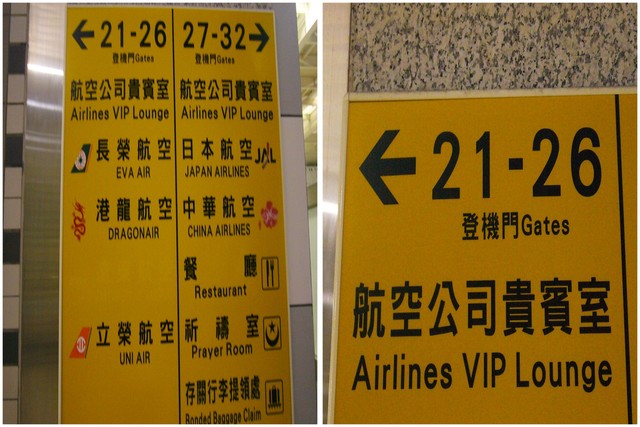 ←21-26
登機門Gates
航空公司貴賓室
Airlines VIP Lounge
長榮航空
EVA AIR
港龍航空
DRAGONAIR
立榮航空
UNI AIR
27-32→
登機門Gates
航空公司貴賓室
Airlines VIP Lounge
日本航空 JAL
JAPAN AIRLINES
中華航空
CHINA AIRLINES
餐廳
Restaurant
祈禱室
Prayer Room
存關行李提領處
Bonded Baggage Claim
←21-26
登機門Gates
航空公司貴賓室
Airlines VIP Lounge